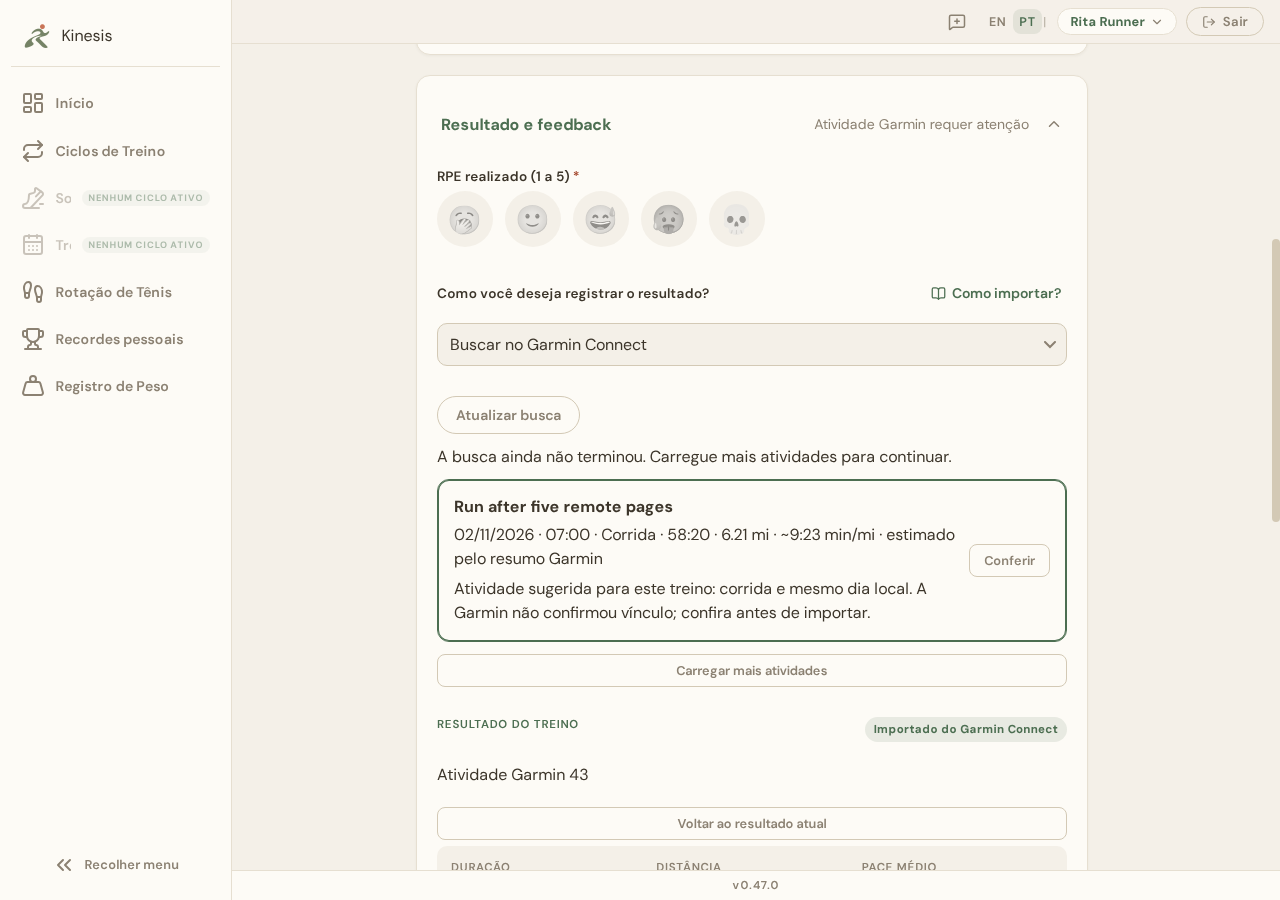 Kinesis
EN PT |
Rita Runner
Sair
Início
Ciclos de Treino
So
NENHUM CICLO ATIVO
Tr
NENHUM CICLO ATIVO
Rotação de Tênis
Recordes pessoais
Registro de Peso
Recolher menu
Resultado e feedback
Atividade Garmin requer atenção
RPE realizado (1 a 5) *
Como você deseja registrar o resultado?
Como importar?
Buscar no Garmin Connect
Atualizar busca
A busca ainda não terminou. Carregue mais atividades para continuar.
Run after five remote pages
02/11/2026 · 07:00 · Corrida · 58:20 · 6.21 mi · ~9:23 min/mi · estimado
pelo resumo Garmin
Atividade sugerida para este treino: corrida e mesmo dia local. A
Garmin não confirmou vínculo; confira antes de importar.
Conferir
Carregar mais atividades
RESULTADO DO TREINO
Importado do Garmin Connect
Atividade Garmin 43
Voltar ao resultado atual
DURAÇÃO
DISTÂNCIA
PACE MÉDIO
v0.47.0